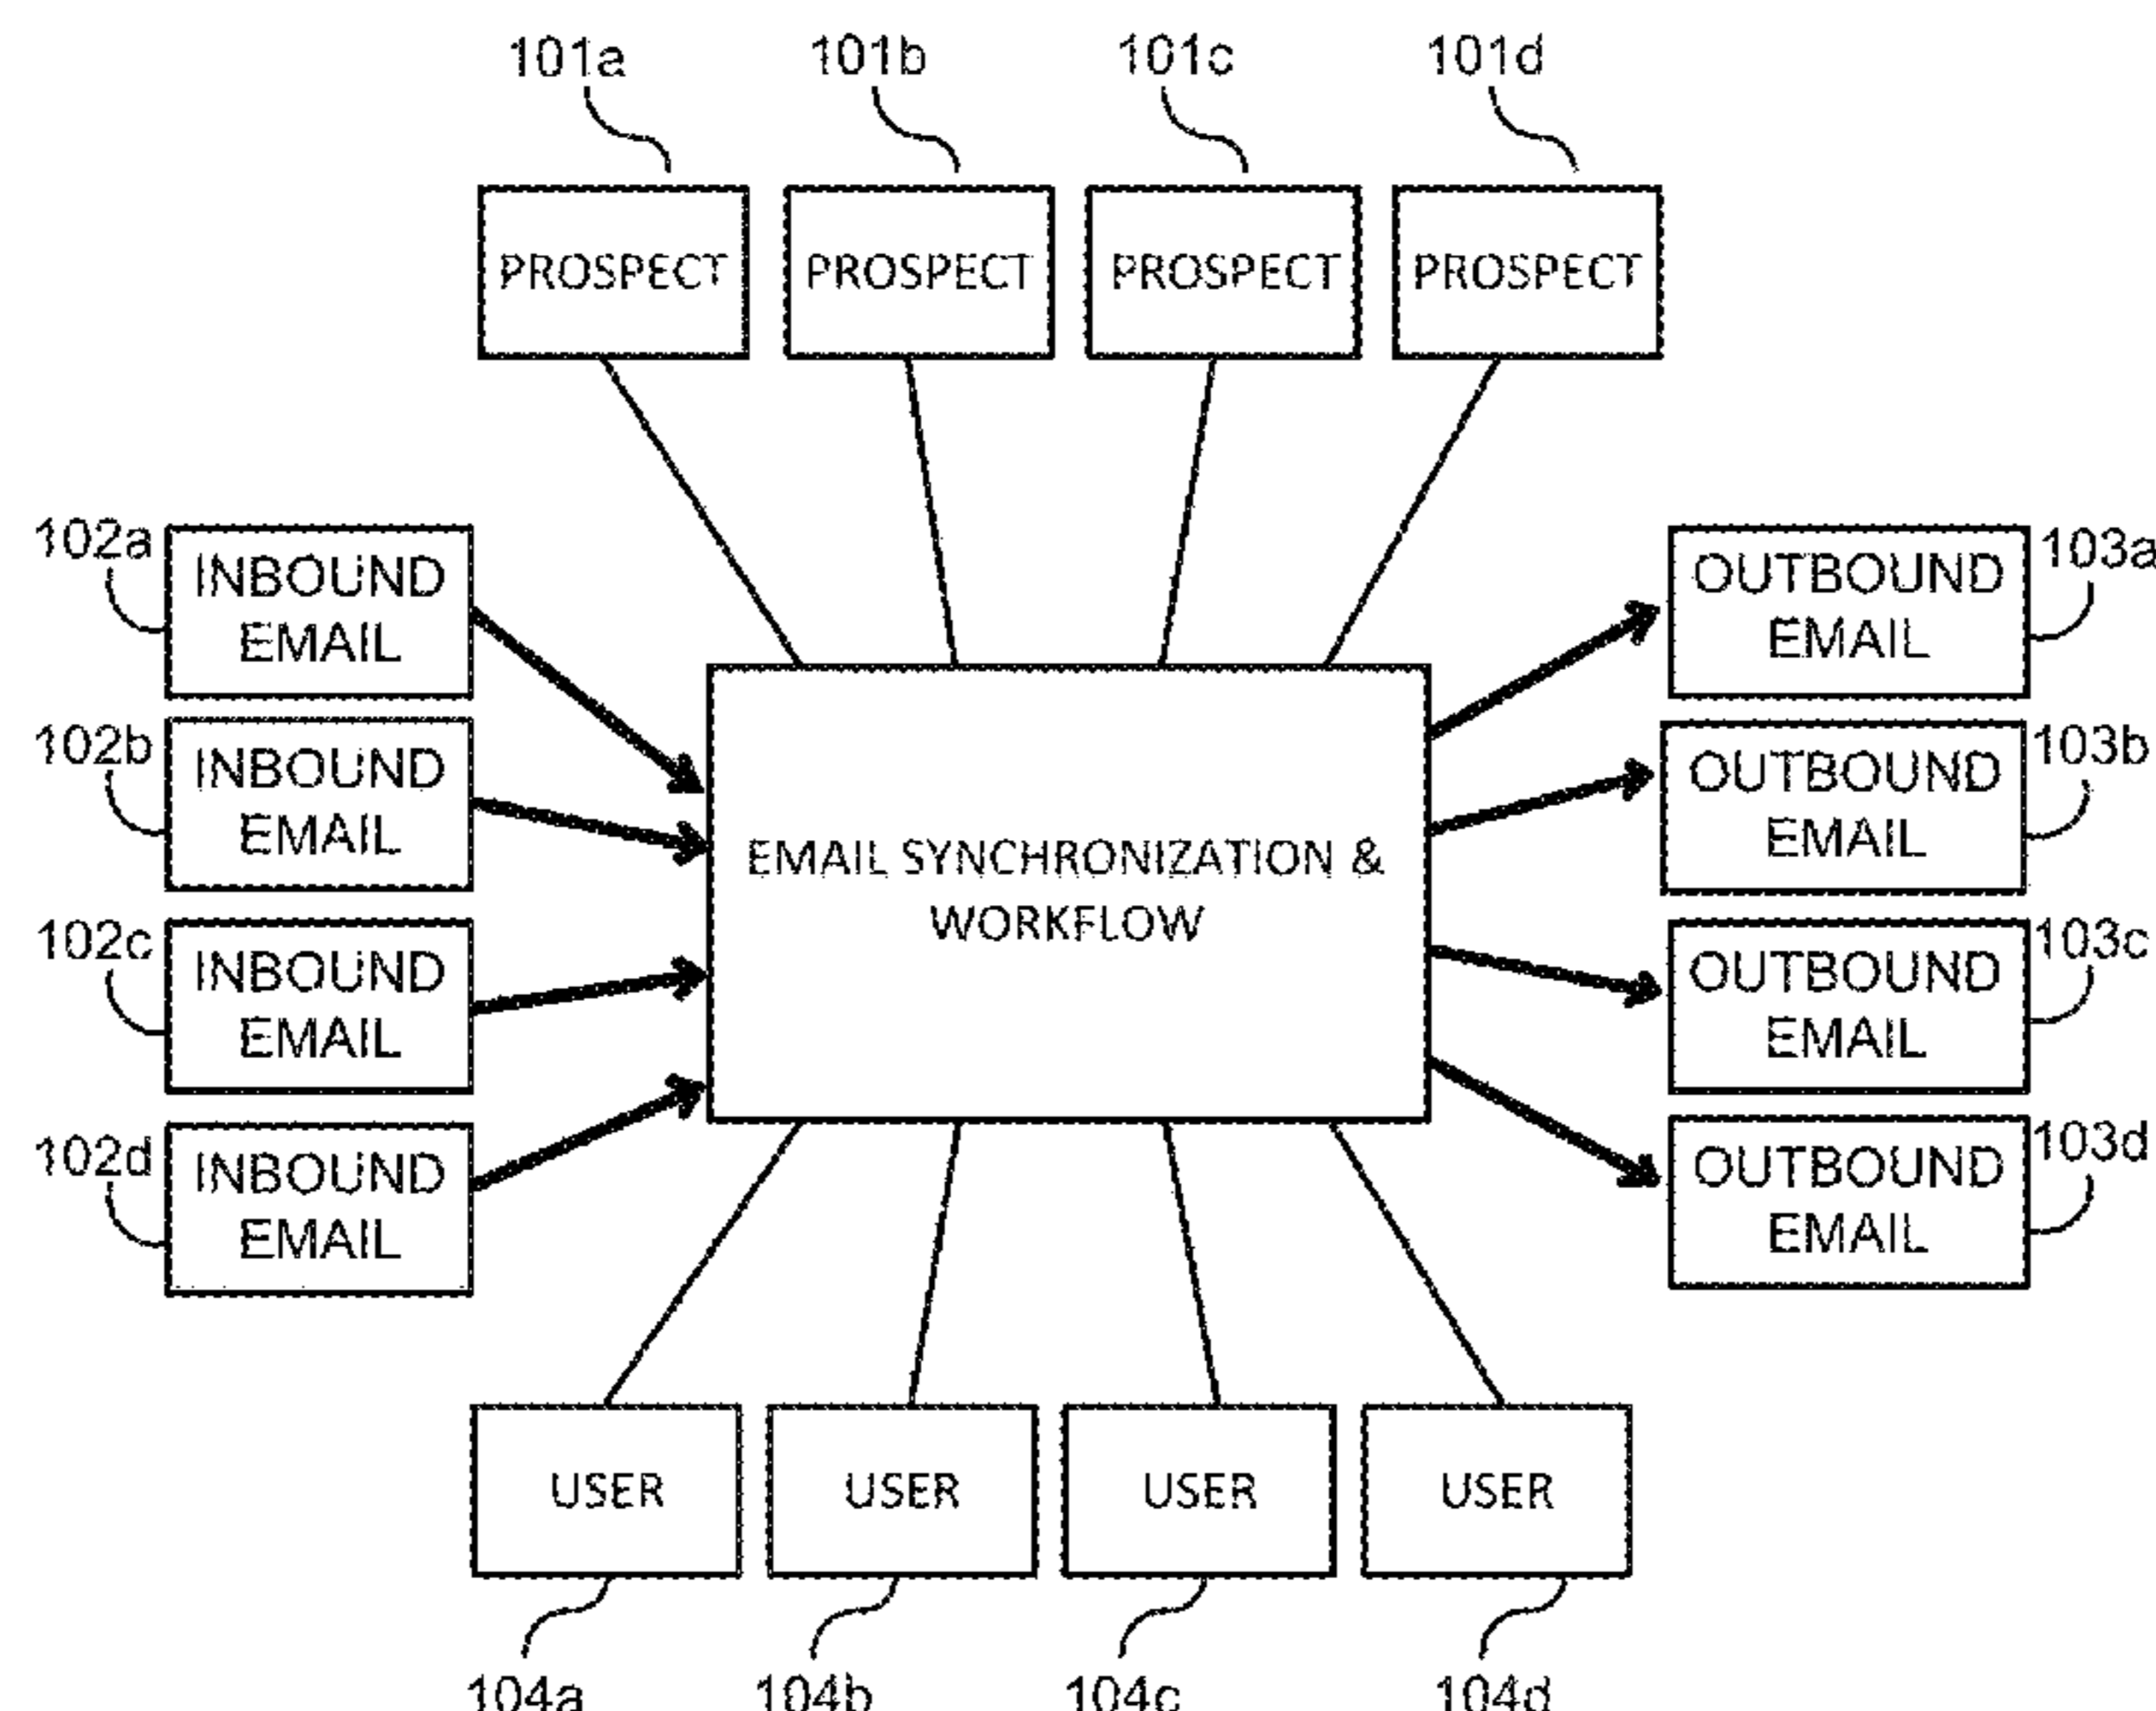 101a
101b
101c
101d
PROSPECT
PROSPECT
PROSPECT
PROSPECT
102a
INBOUND
EMAIL
102b
INBOUND
EMAIL
102c
INBOUND
EMAIL
102d
INBOUND
EMAIL
EMAIL SYNCHRONIZATION &
WORKFLOW
OUTBOUND
EMAIL
103a
OUTBOUND
EMAIL
103b
OUTBOUND
EMAIL
103c
OUTBOUND
EMAIL
103d
USER
USER
USER
USER
104a
104b
104c
104d